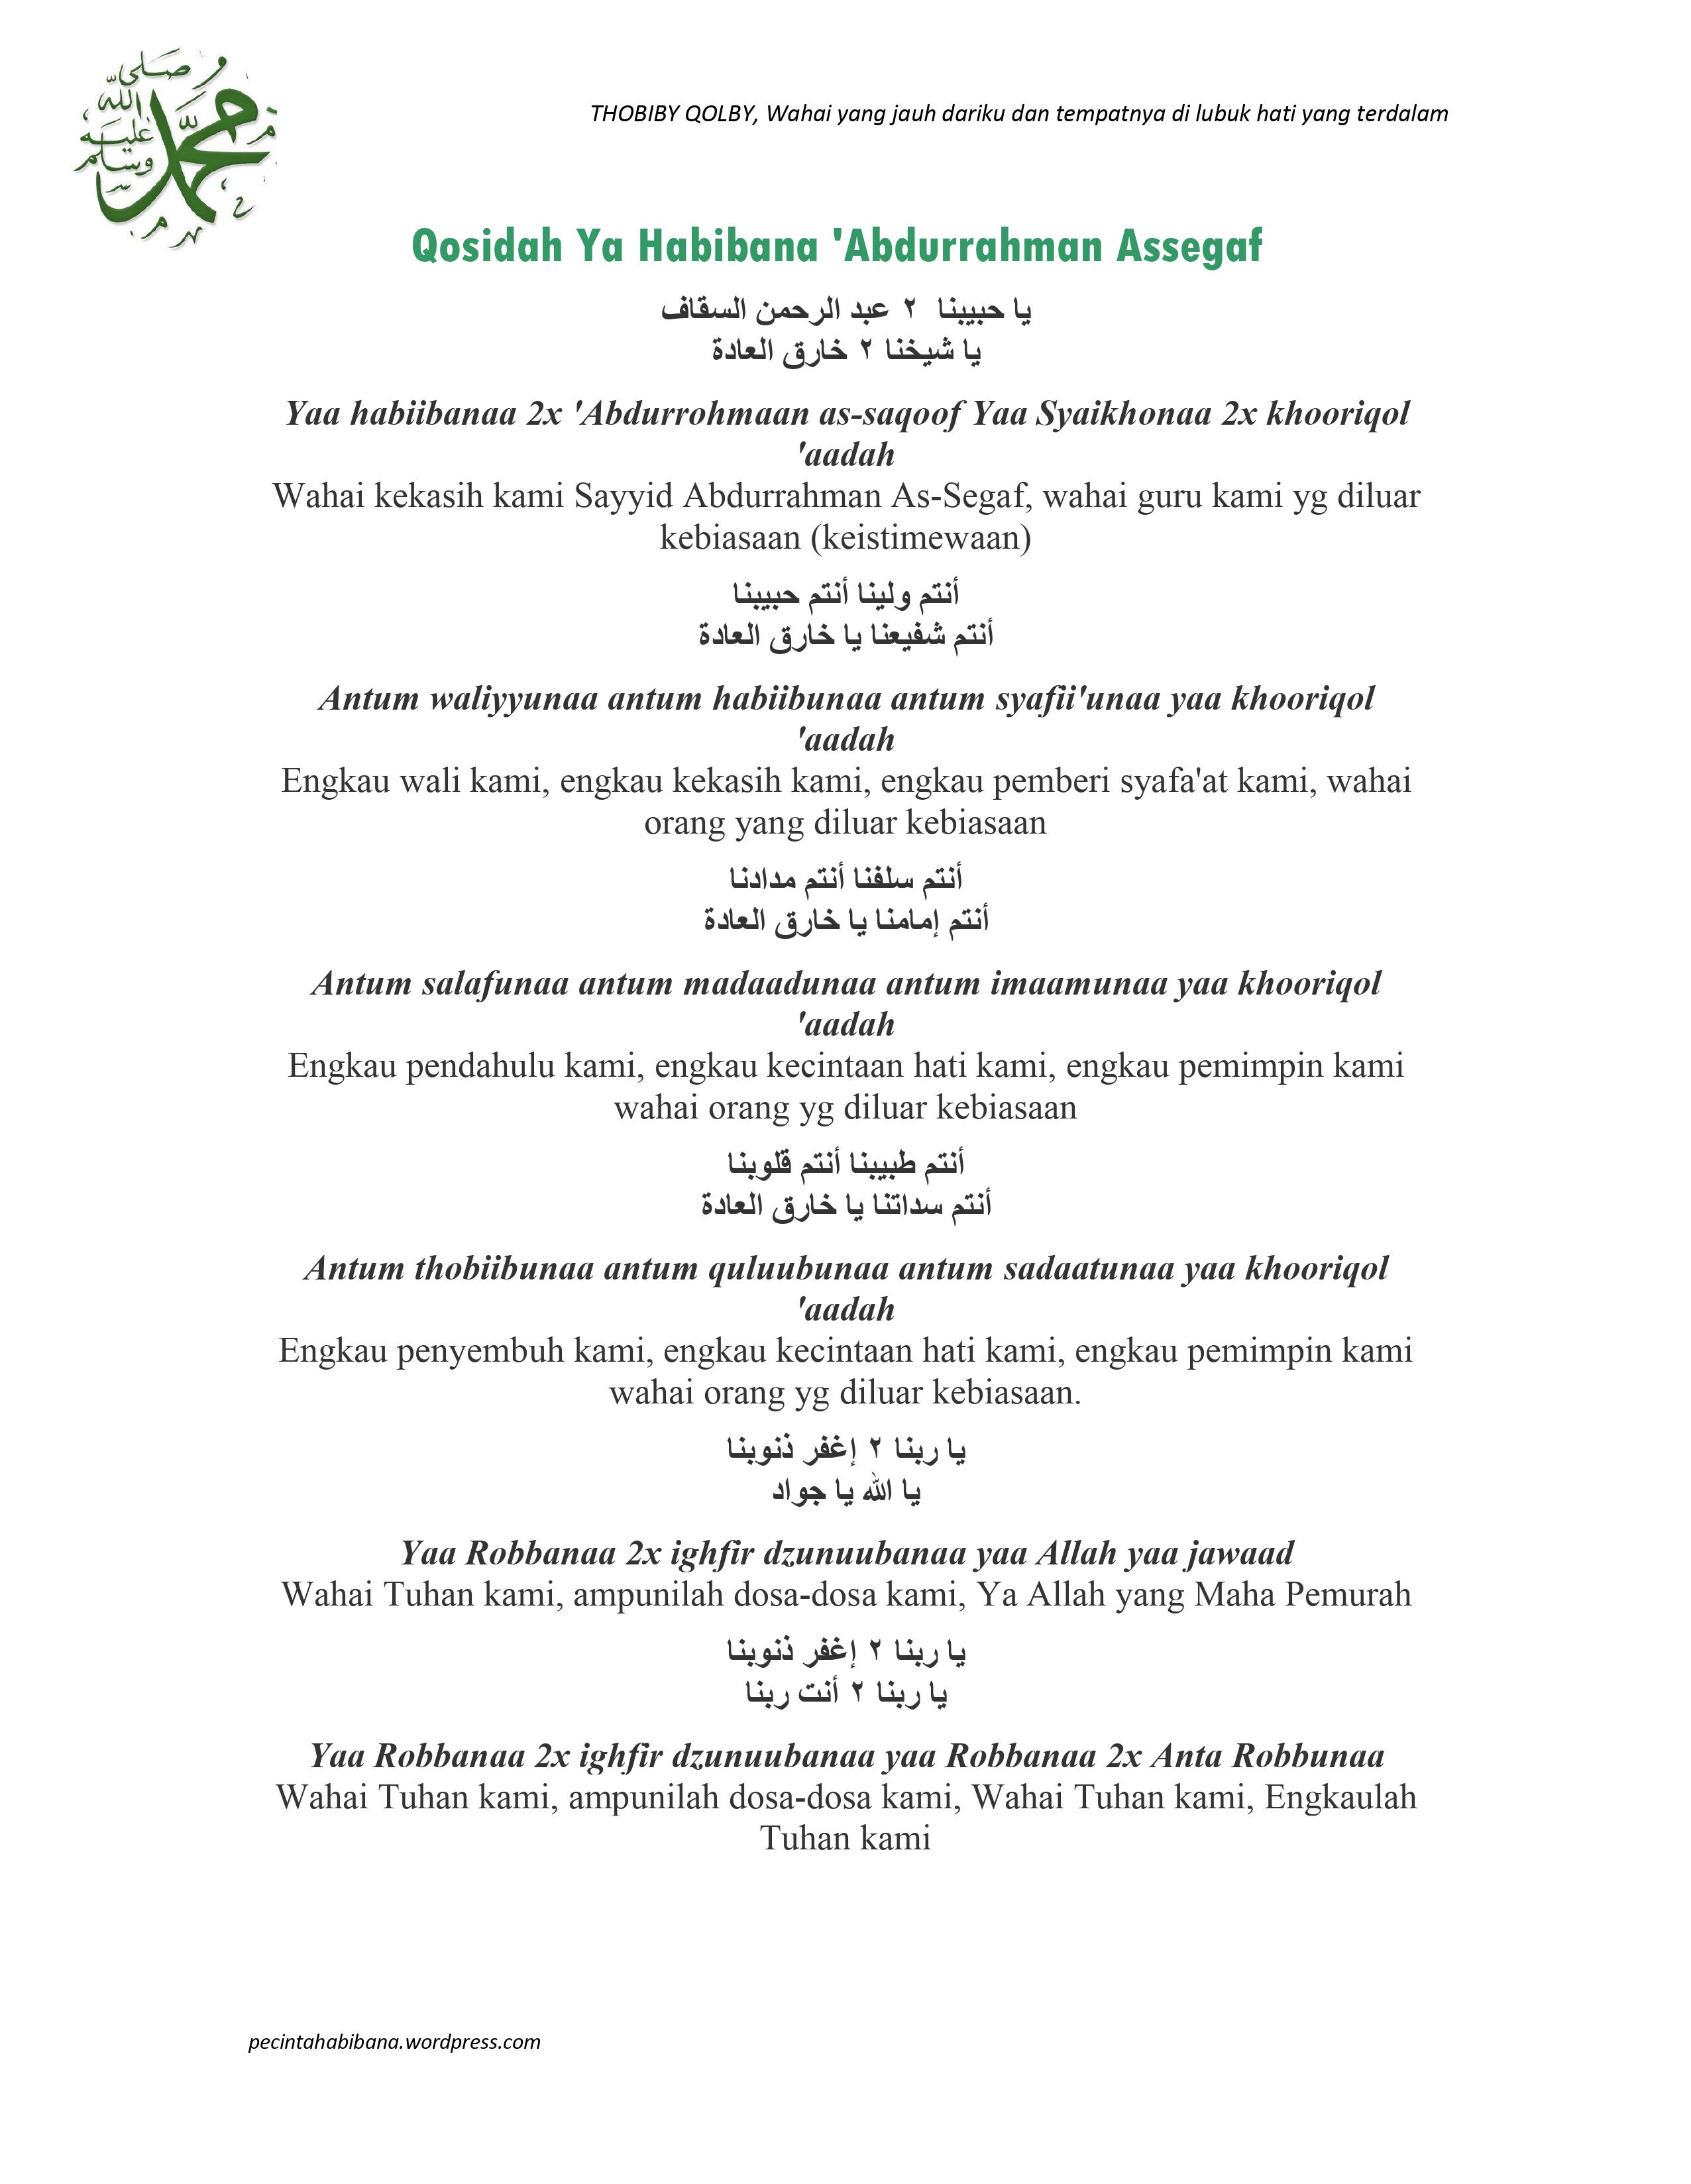 صلى الله عليه وسلم
محمد
THOBIBY QOLBY, Wahai yang jauh dariku dan tempatnya di lubuk hati yang terdalam
Qosidah Ya Habibana 'Abdurrahman Assegaf
يا حبيبنا ٢ عبد الرحمن السقاف
يا شيخنا ٢ خارق العادة
Yaa habiibanaa 2x 'Abdurrohmaan as-saqoof Yaa Syaikhonaa 2x khooriqol
'aadah
Wahai kekasih kami Sayyid Abdurrahman As-Segaf, wahai guru kami yg diluar
kebiasaan (keistimewaan)
أنتم ولينا أنتم حبيبنا
أنتم شفيعنا يا خارق العادة
Antum waliyyunaa antum habiibunaa antum syafii'unaa yaa khooriqol
'aadah
Engkau wali kami, engkau kekasih kami, engkau pemberi syafa'at kami, wahai
orang yang diluar kebiasaan
أنتم سلفنا أنتم مدادنا
أنتم إمامنا يا خارق العادة
Antum salafunaa antum madaadunaa antum imaamunaa yaa khooriqol
'aadah
Engkau pendahulu kami, engkau kecintaan hati kami, engkau pemimpin kami
wahai orang yg diluar kebiasaan
أنتم طبيبنا أنتم قلوبنا
أنتم سداتنا يا خارق العادة
Antum thobiibunaa antum quluubunaa antum sadaatunaa yaa khooriqol
'aadah
Engkau penyembuh kami, engkau kecintaan hati kami, engkau pemimpin kami
wahai orang yg diluar kebiasaan.
يا ربنا ٢ إغفر ذنوبنا
يا الله يا جواد
Yaa Robbanaa 2x ighfir dzunuubanaa yaa Allah yaa jawaad
Wahai Tuhan kami, ampunilah dosa-dosa kami, Ya Allah yang Maha Pemurah
يا ربنا ٢ إغفر ذنوبنا
يا ربنا ٢ أنت ربنا
Yaa Robbanaa 2x ighfir dzunuubanaa yaa Robbanaa 2x Anta Robbunaa
Wahai Tuhan kami, ampunilah dosa-dosa kami, Wahai Tuhan kami, Engkaulah
Tuhan kami
pecintahabibana.wordpress.com